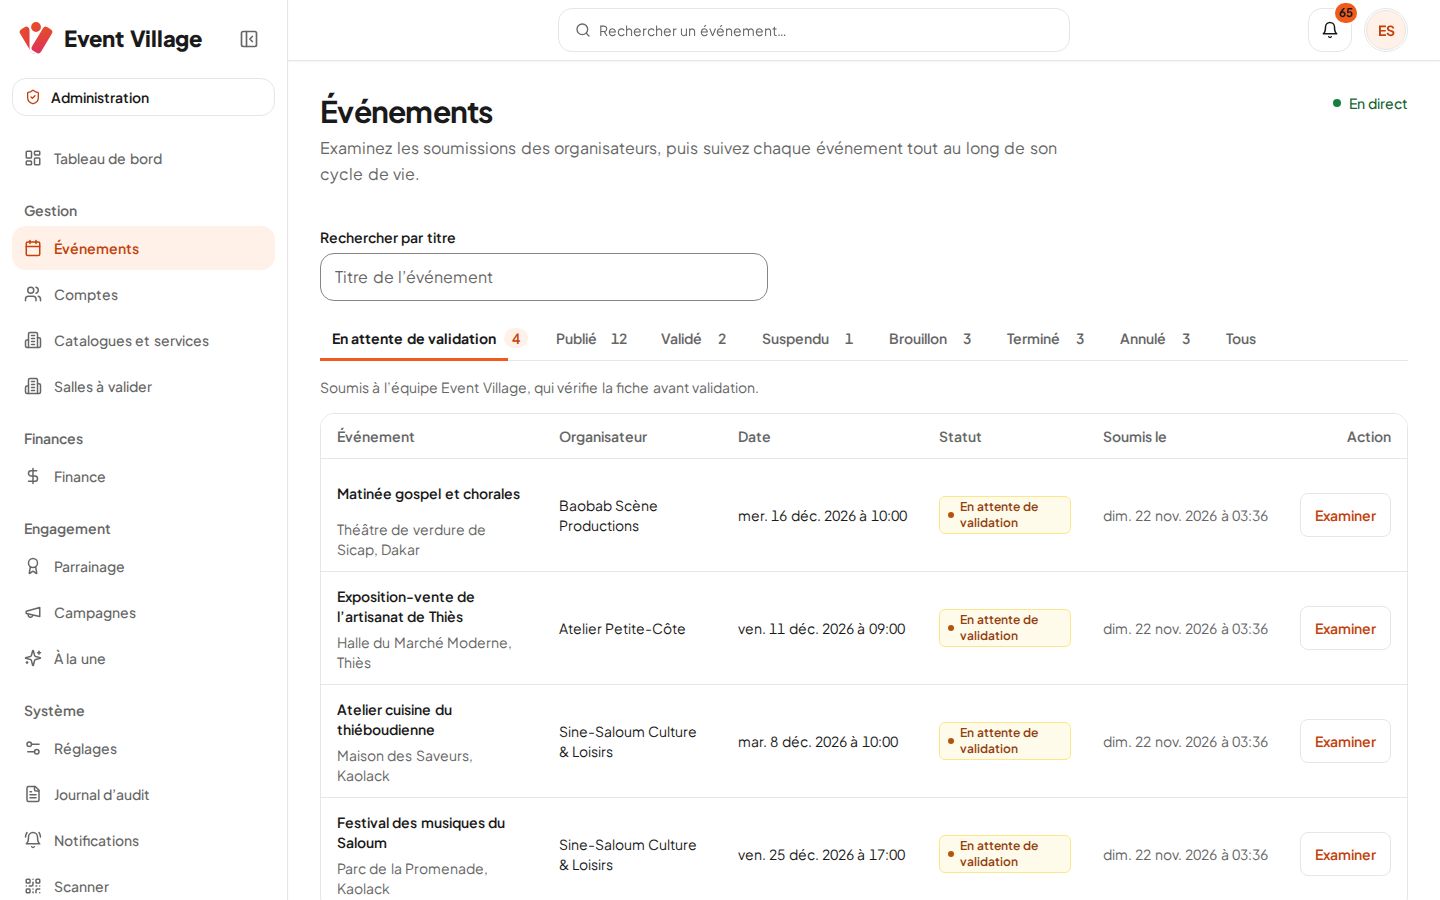 Event Village
Administration
Tableau de bord
Gestion
Événements
Comptes
Catalogues et services
Salles à valider
Finances
Finance
Engagement
Parrainage
Campagnes
À la une
Système
Réglages
Journal d’audit
Notifications
Scanner
Rechercher un événement…
65
ES
Événements
En direct
Examinez les soumissions des organisateurs, puis suivez chaque événement tout au long de son
cycle de vie.
Rechercher par titre
Titre de l’événement
En attente de validation 4 Publié 12 Validé 2 Suspendu 1 Brouillon 3 Terminé 3 Annulé 3 Tous
Soumis à l’équipe Event Village, qui vérifie la fiche avant validation.
Événement Organisateur Date Statut Soumis le Action
Matinée gospel et chorales
Théâtre de verdure de
Sicap, Dakar
Baobab Scène
Productions
mer. 16 déc. 2026 à 10:00
En attente de
validation
dim. 22 nov. 2026 à 03:36
Examiner
Exposition-vente de
l’artisanat de Thiès
Halle du Marché Moderne,
Thiès
Atelier Petite-Côte
ven. 11 déc. 2026 à 09:00
En attente de
validation
dim. 22 nov. 2026 à 03:36
Examiner
Atelier cuisine du
thiéboudienne
Maison des Saveurs,
Kaolack
Sine-Saloum Culture
& Loisirs
mar. 8 déc. 2026 à 10:00
En attente de
validation
dim. 22 nov. 2026 à 03:36
Examiner
Festival des musiques du
Saloum
Parc de la Promenade,
Kaolack
Sine-Saloum Culture
& Loisirs
ven. 25 déc. 2026 à 17:00
En attente de
validation
dim. 22 nov. 2026 à 03:36
Examiner